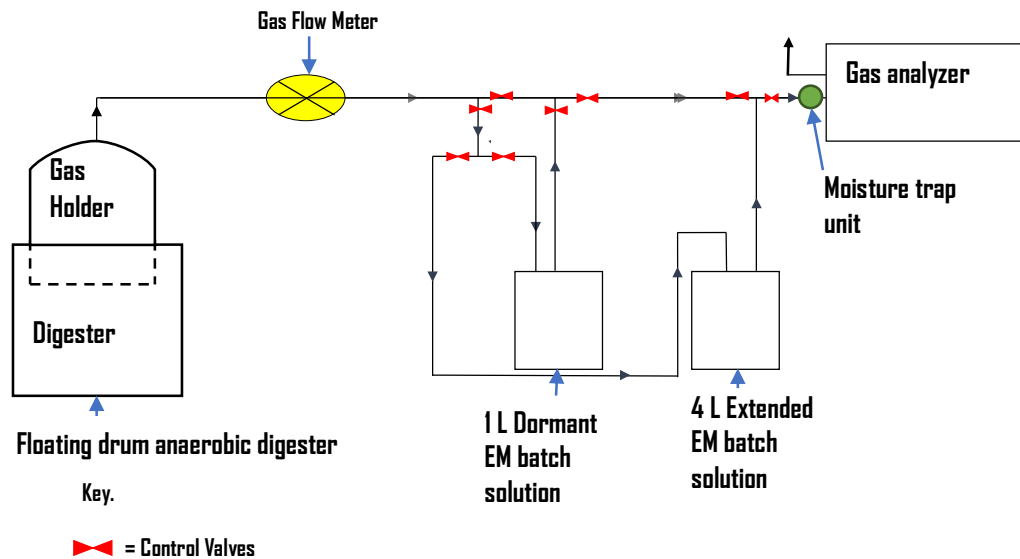 Gas Flow Meter
Gas analyzer
Gas
Holder
Moisture trap
unit
Digester
1 L Dormant
EM batch
solution
4 L Extended
EM batch
solution
Floating drum anaerobic digester
Key.
= Control Valves